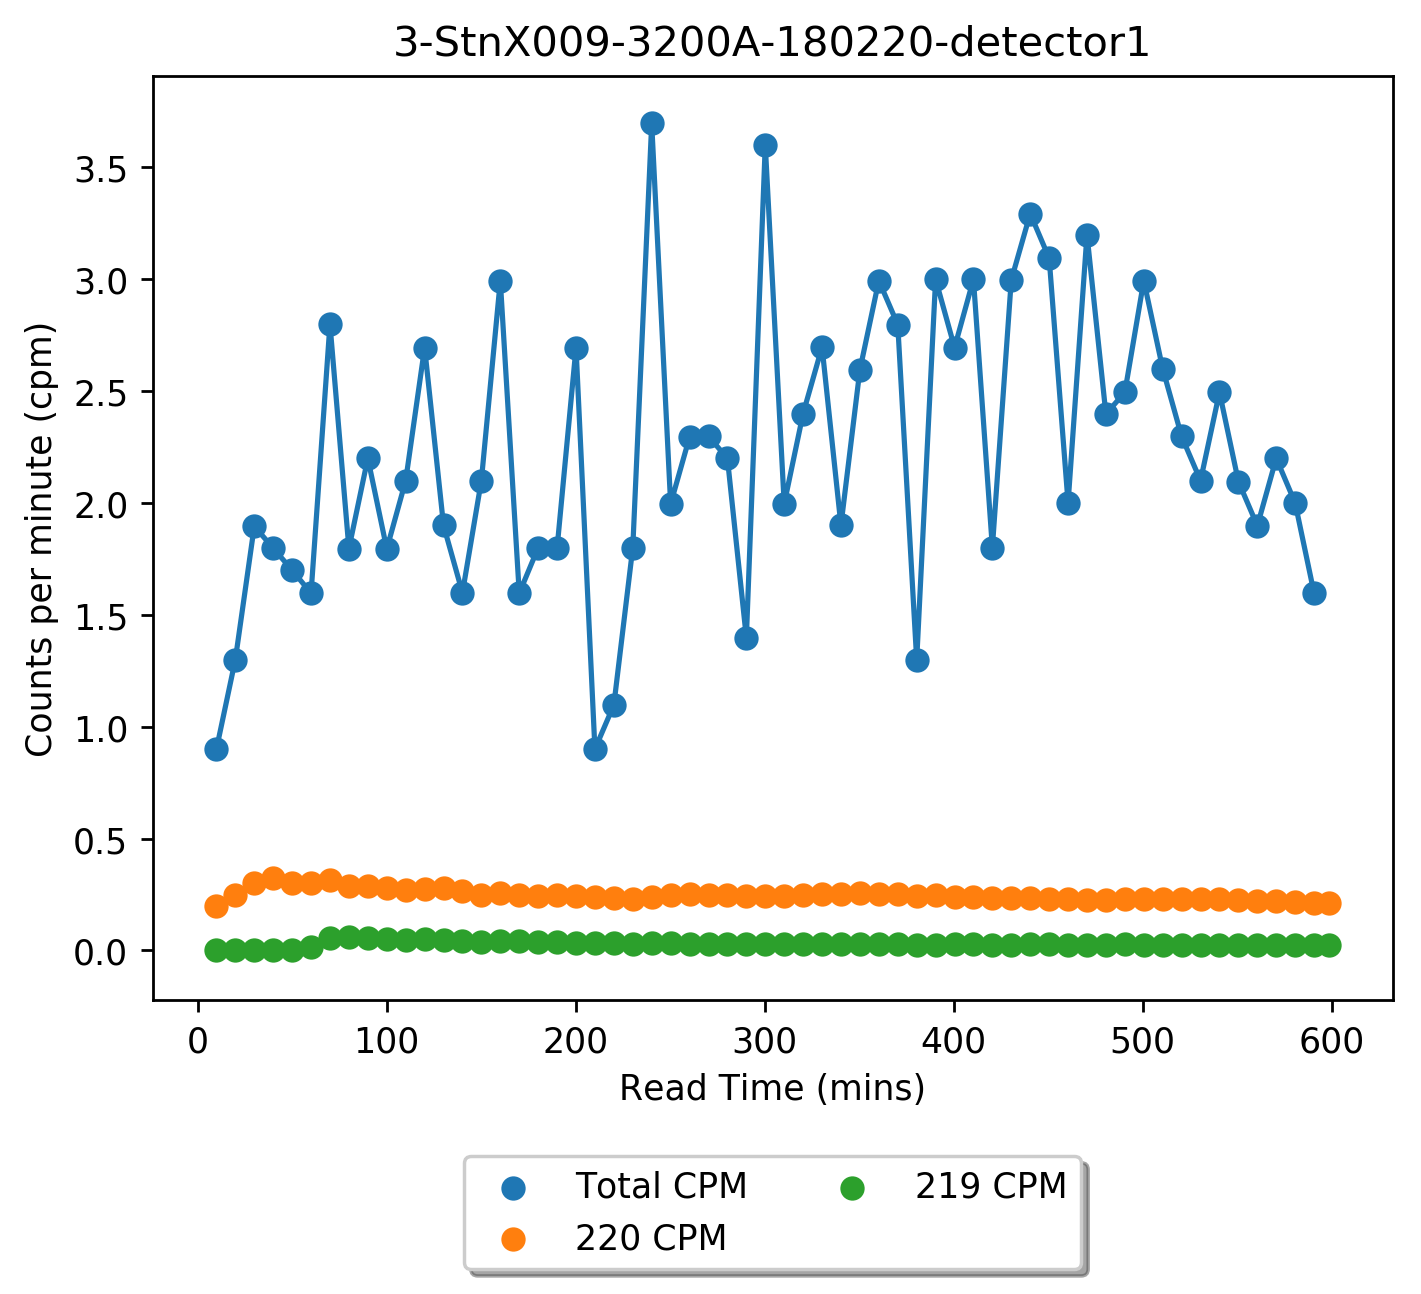 3-StnX009-3200A-180220-detector1
Counts per minute (cpm)
3.5
3.0
2.5
2.0
1.5
1.0
0.5
0.0
0 100 200 300 400 500 600
Read Time (mins)
Total CPM 219 CPM
220 CPM